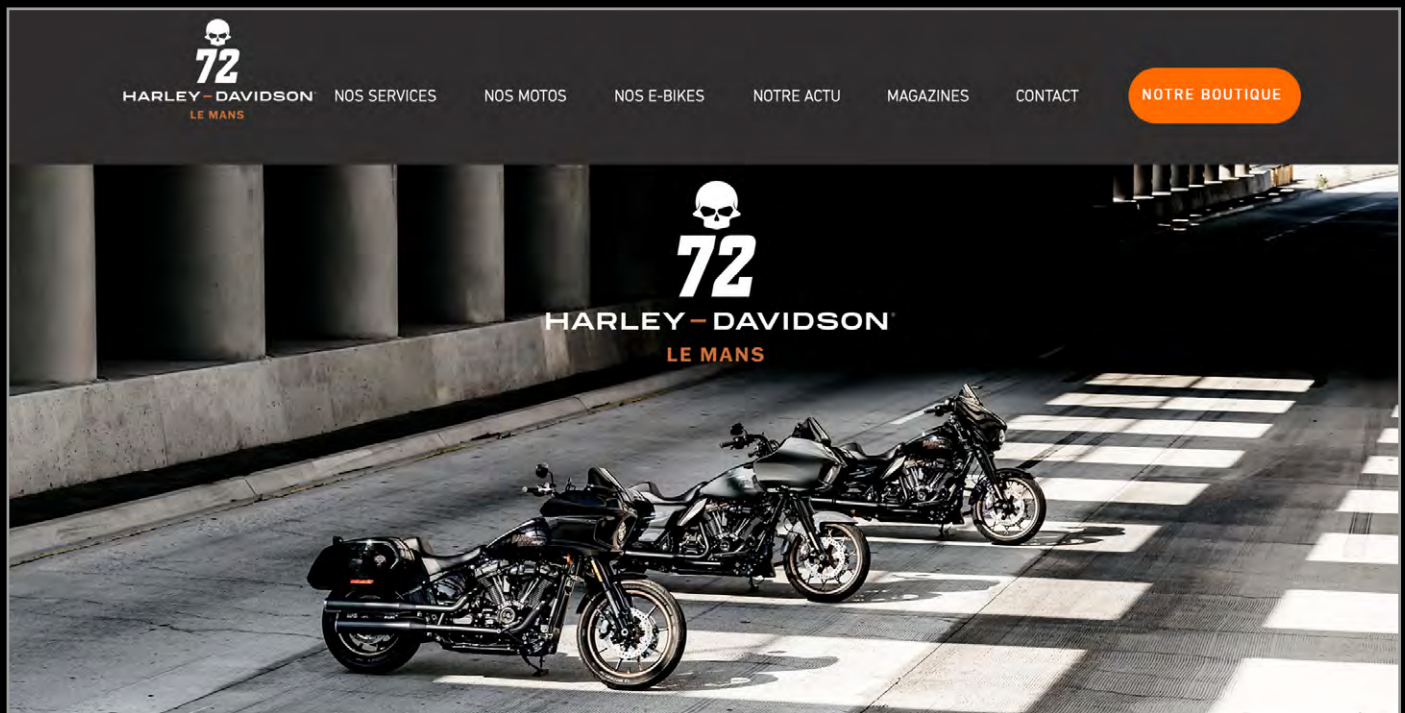 72
HARLEY-DAVIDSON
LE MANS
NOS SERVICES
NOS MOTOS
NOS E-BIKES
NOTRE ACTU
MAGAZINES
CONTACT
NOTRE BOUTIQUE
72
HARLEY-DAVIDSON
LE MANS